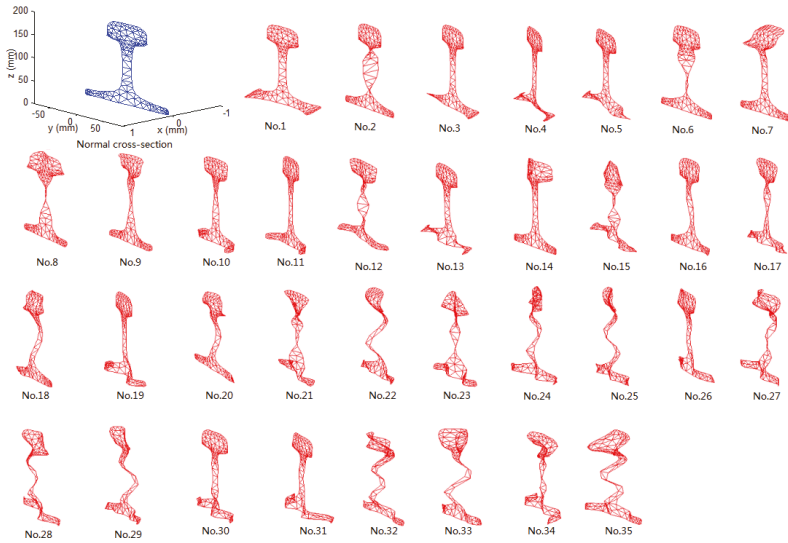 200
150
100
50
0
z (mm)
-50
0
50
y (mm)
1
0
-1
x (mm)
Normal cross-section
No.1 No.2 No.3 No.4 No.5 No.6 No.7
No.8 No.9 No.10 No.11 No.12 No.13 No.14 No.15 No.16 No.17
No.18 No.19 No.20 No.21 No.22 No.23 No.24 No.25 No.26 No.27
No.28 No.29 No.30 No.31 No.32 No.33 No.34 No.35